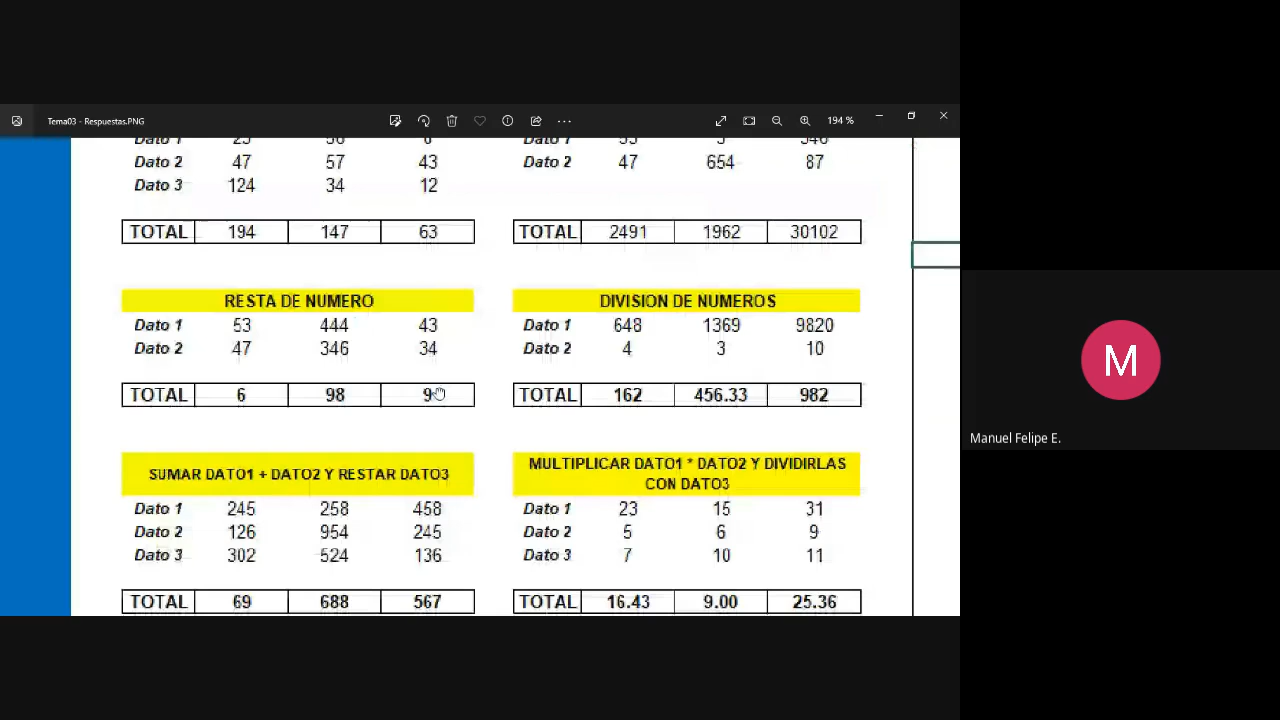 Tema03 - Respuestas.PNG
194 %
Dato 2 47 57 43
Dato 3 124 34 12
TOTAL 194 147 63
Dato 2 47 654 87
TOTAL 2491 1962 30102
RESTA DE NUMERO
Dato 1 53 444 43
Dato 2 47 346 34
TOTAL 6 98 9
DIVISION DE NUMEROS
Dato 1 648 1369 9820
Dato 2 4 3 10
TOTAL 162 456.33 982
SUMAR DATO1 + DATO2 Y RESTAR DATO3
Dato 1 245 258 458
Dato 2 126 954 245
Dato 3 302 524 136
TOTAL 69 688 567
MULTIPLICAR DATO1 * DATO2 Y DIVIDIRLAS
CON DATO3
Dato 1 23 15 31
Dato 2 5 6 9
Dato 3 7 10 11
TOTAL 16.43 9.00 25.36
M
Manuel Felipe E.